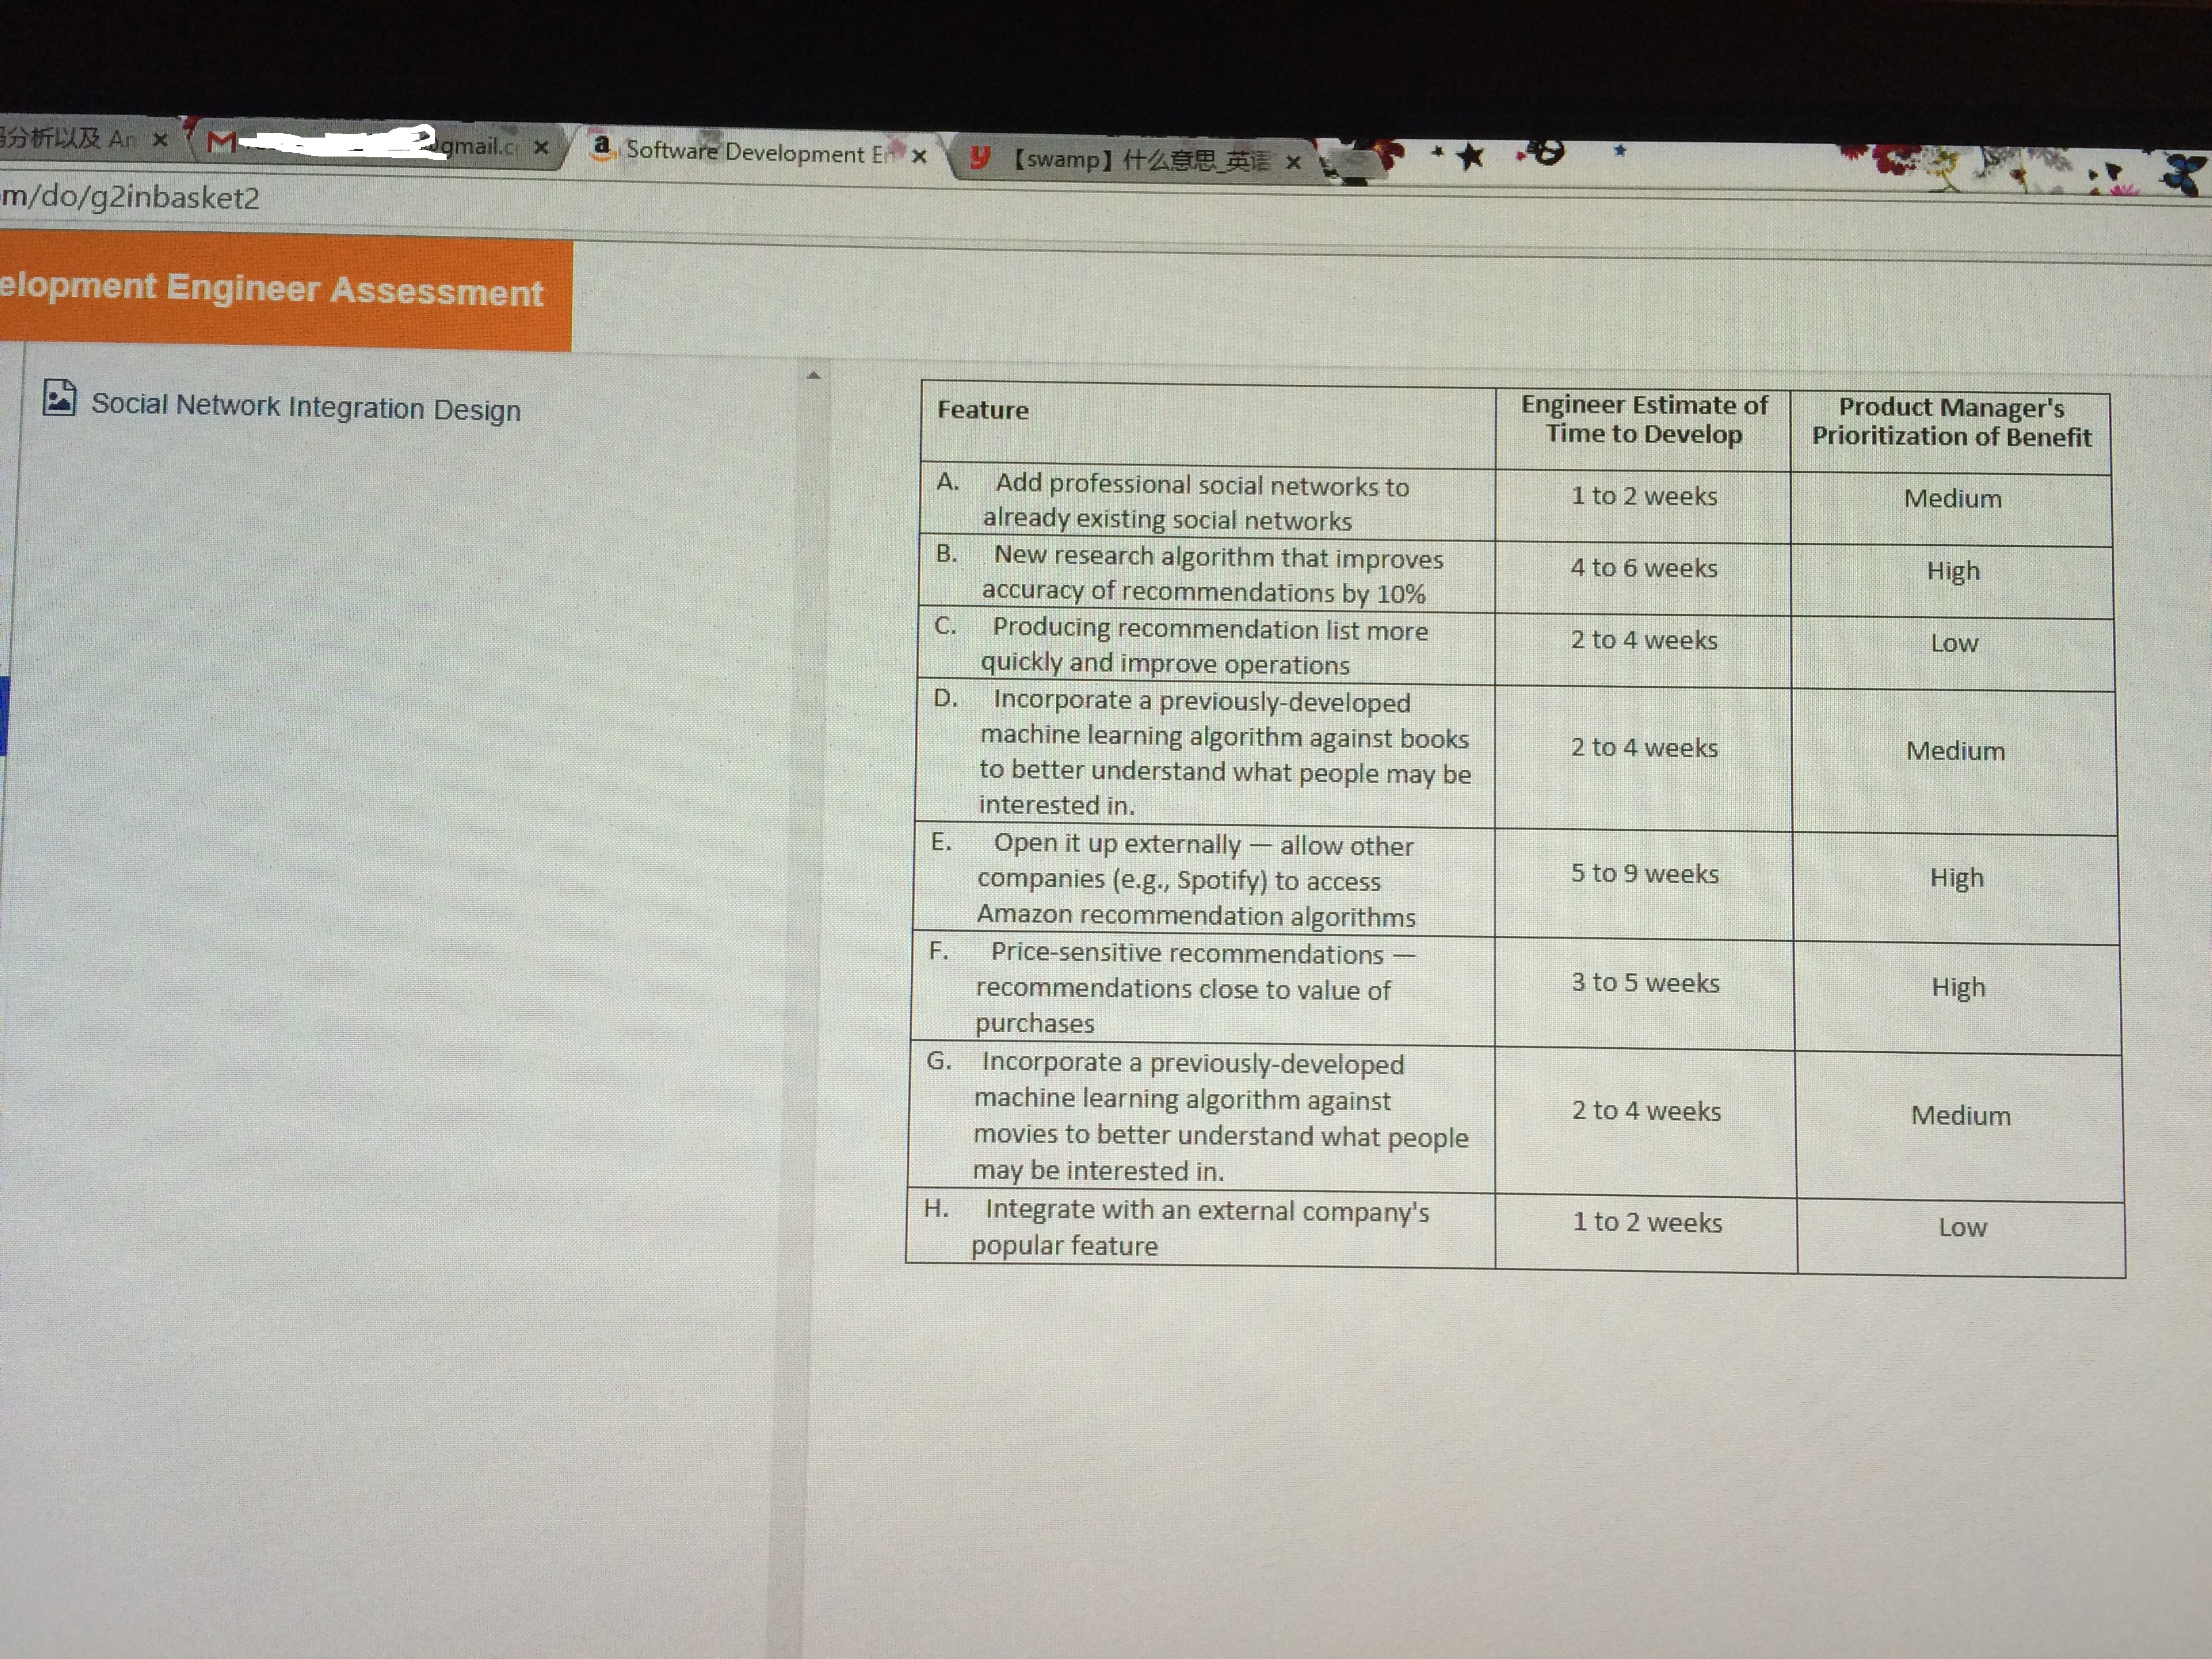 分析以及 An
gmail.c
Software Development En
【swamp】什么意思_英语
m/do/g2inbasket2
elopment Engineer Assessment
Social Network Integration Design
Feature
Engineer Estimate of
Time to Develop
Product Manager's
Prioritization of Benefit
A. Add professional social networks to
already existing social networks
1 to 2 weeks
Medium
B. New research algorithm that improves
accuracy of recommendations by 10%
4 to 6 weeks
High
C. Producing recommendation list more
quickly and improve operations
2 to 4 weeks
Low
D. Incorporate a previously-developed
machine learning algorithm against books
to better understand what people may be
interested in.
2 to 4 weeks
Medium
E. Open it up externally — allow other
companies (e.g., Spotify) to access
Amazon recommendation algorithms
5 to 9 weeks
High
F. Price-sensitive recommendations —
recommendations close to value of
purchases
3 to 5 weeks
High
G. Incorporate a previously-developed
machine learning algorithm against
movies to better understand what people
may be interested in.
2 to 4 weeks
Medium
H. Integrate with an external company's
popular feature
1 to 2 weeks
Low